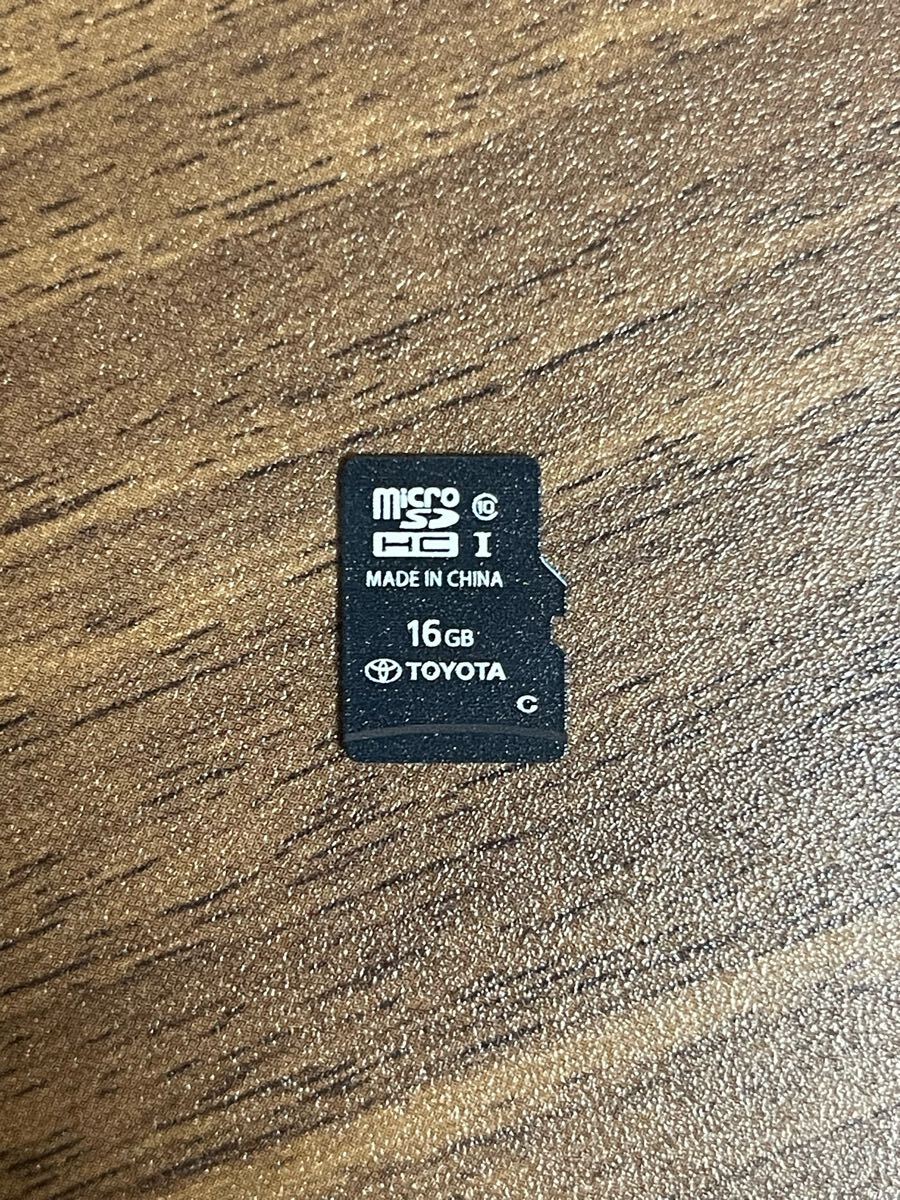 micro
SD ⑩
HC I
MADE IN CHINA
16GB
TOYOTA
C